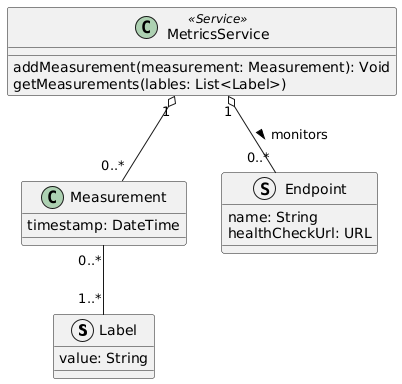 «Service»
C MetricsService
addMeasurement(measurement: Measurement): Void
getMeasurements(lables: List<Label>)
1 1
monitors
0..* 0..*
C Measurement
timestamp: DateTime
S Endpoint
name: String
healthCheckUrl: URL
0..*
1..*
S Label
value: String